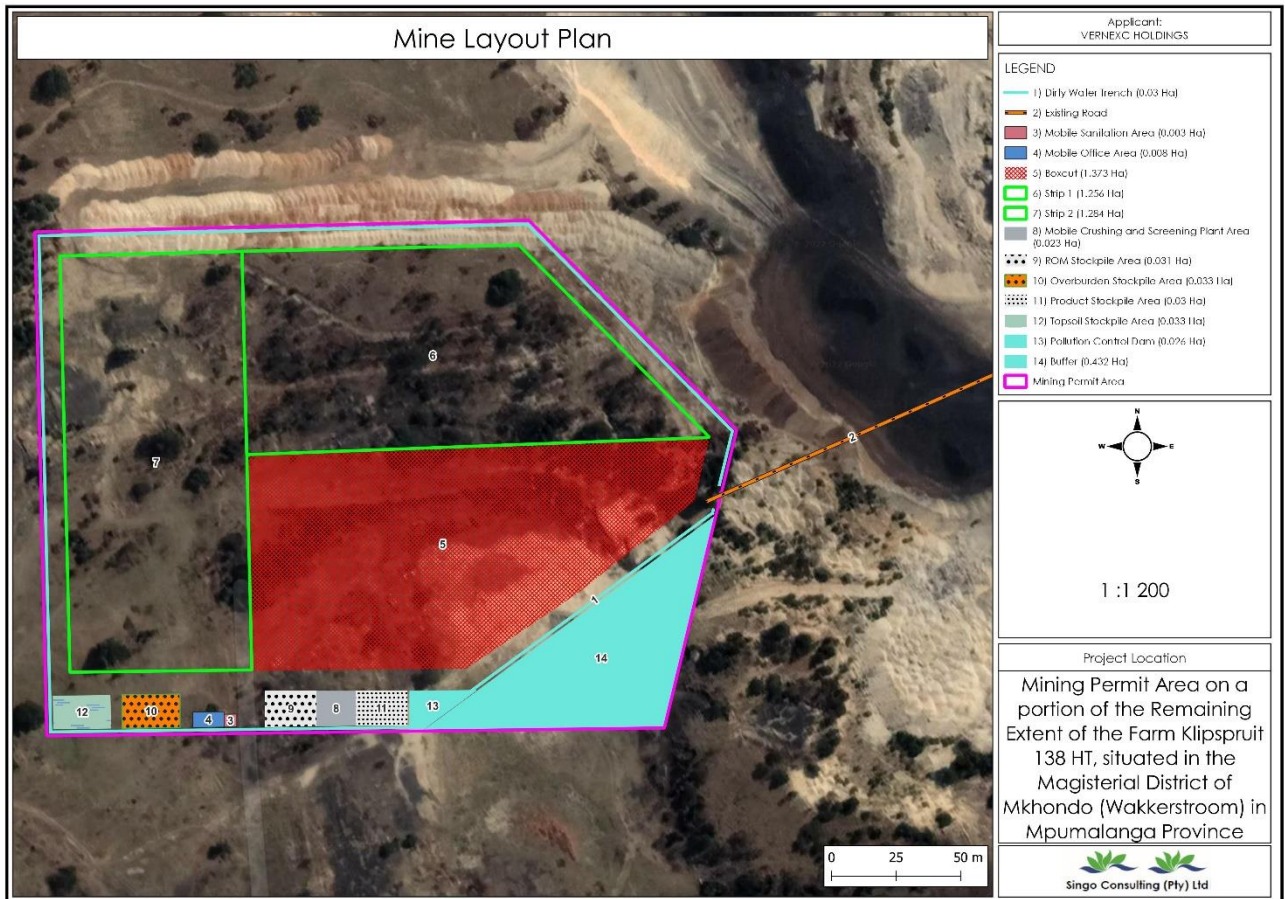 Mine Layout Plan
Applicant:
VERNEXC HOLDINGS
LEGEND
1) Dirty Water Trench (0.03 Ha)
2) Existing Road
3) Mobile Sanitation Area (0.003 Ha)
4) Mobile Office Area (0.008 Ha)
5) Boxcut (1.373 Ha)
6) Strip 1 (1.256 Ha)
7) Strip 2 (1.284 Ha)
8) Mobile Crushing and Screening Plant Area
(0.023 Ha)
9) ROM Stockpile Area (0.031 Ha)
10) Overburden Stockpile Area (0.033 Ha)
11) Product Stockpile Area (0.03 Ha)
12) Topsoil Stockpile Area (0.033 Ha)
13) Pollution Control Dam (0.026 Ha)
14) Buffer (0.432 Ha)
Mining Permit Area
N
W E
S
1 :1 200
Project Location
Mining Permit Area on a
portion of the Remaining
Extent of the Farm Klipspruit
138 HT, situated in the
Magisterial District of
Mkhondo (Wakkerstroom) in
Mpumalanga Province
Singo Consulting (Pty) Ltd
6
2
7
5
1
14
12
10
4
3
9
8
11
13
0 25 50 m